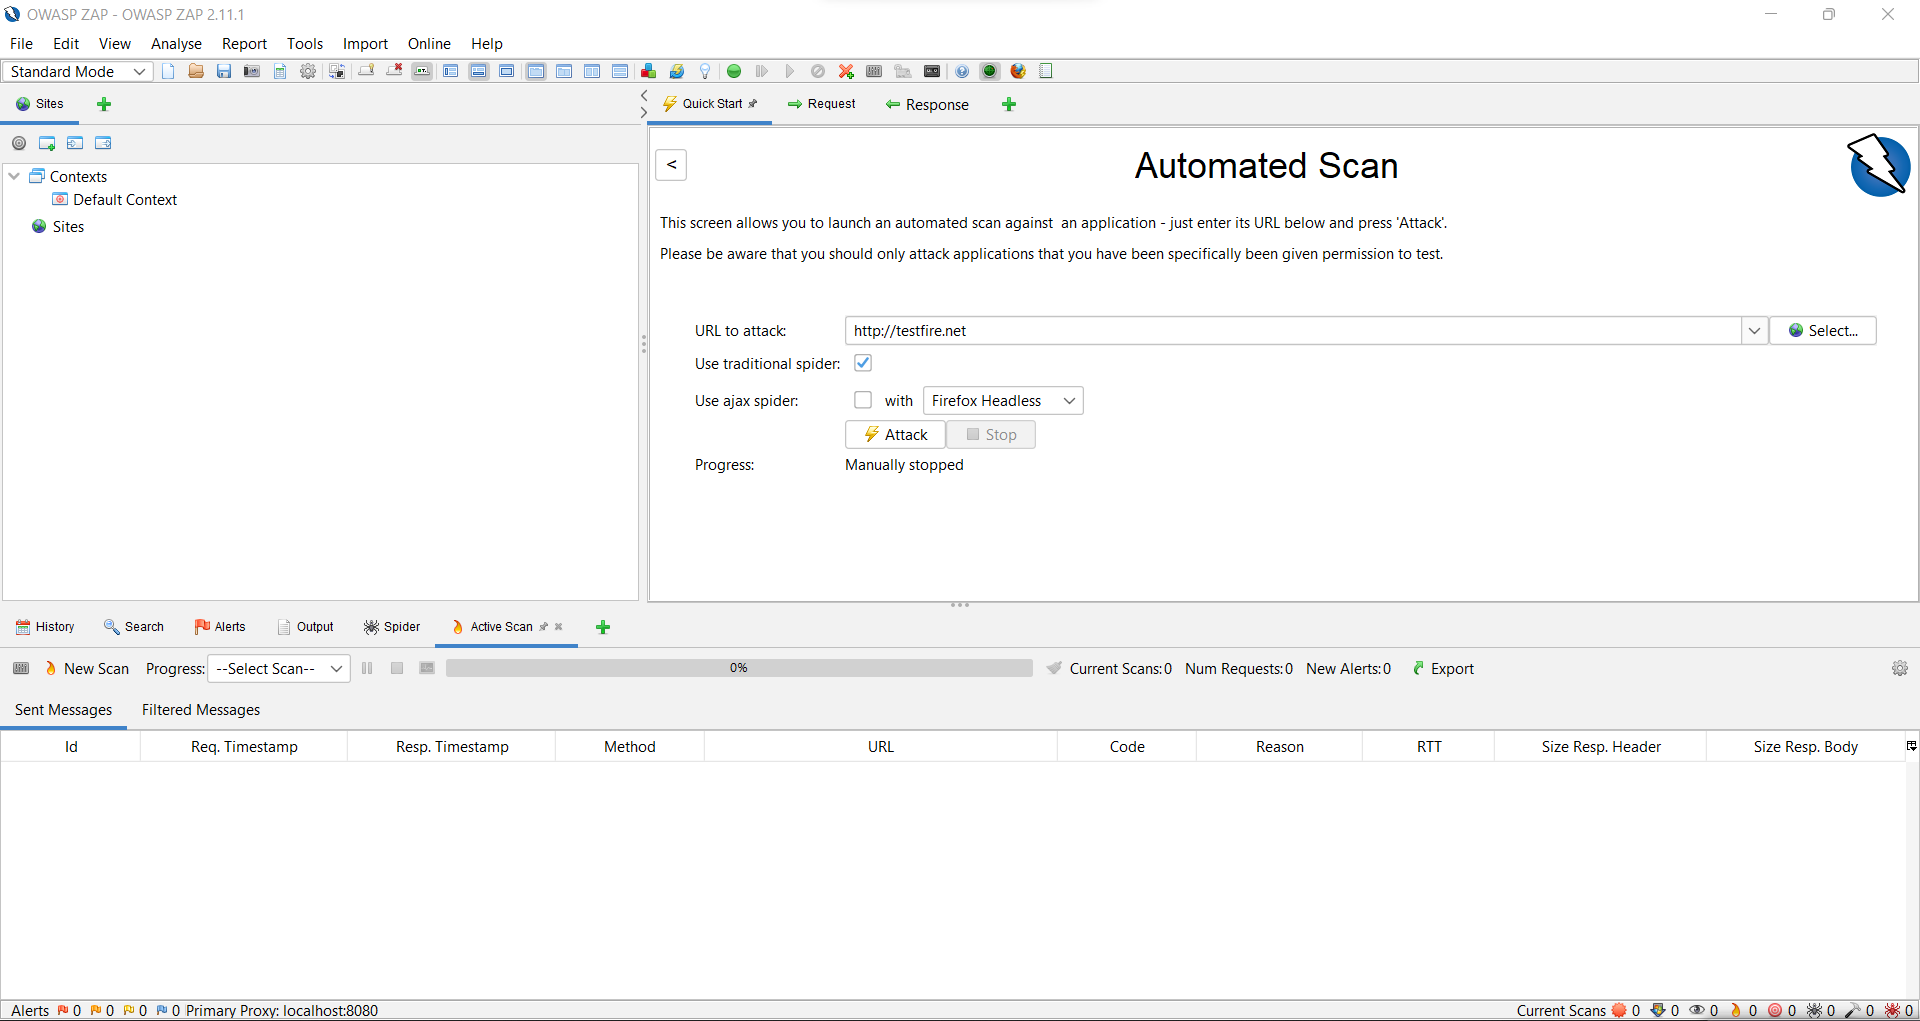 OWASP ZAP - OWASP ZAP 2.11.1
File Edit View Analyse Report Tools Import Online Help
Standard Mode
Sites
Quick Start Request Response
<
Automated Scan
Contexts
Default Context
Sites
This screen allows you to launch an automated scan against  an application - just enter its URL below and press 'Attack'.
Please be aware that you should only attack applications that you have been specifically been given permission to test.
URL to attack: http://testfire.net Select...
Use traditional spider:
Use ajax spider: with Firefox Headless
Attack Stop
Progress: Manually stopped
History Search Alerts Output Spider Active Scan
New Scan Progress: --Select Scan-- 0% Current Scans:0 Num Requests:0 New Alerts:0 Export
Sent Messages Filtered Messages
Id Req. Timestamp Resp. Timestamp Method URL Code Reason RTT Size Resp. Header Size Resp. Body
Alerts 0 0 0 0 Primary Proxy: localhost:8080 Current Scans 0 0 0 0 0 0 0 0